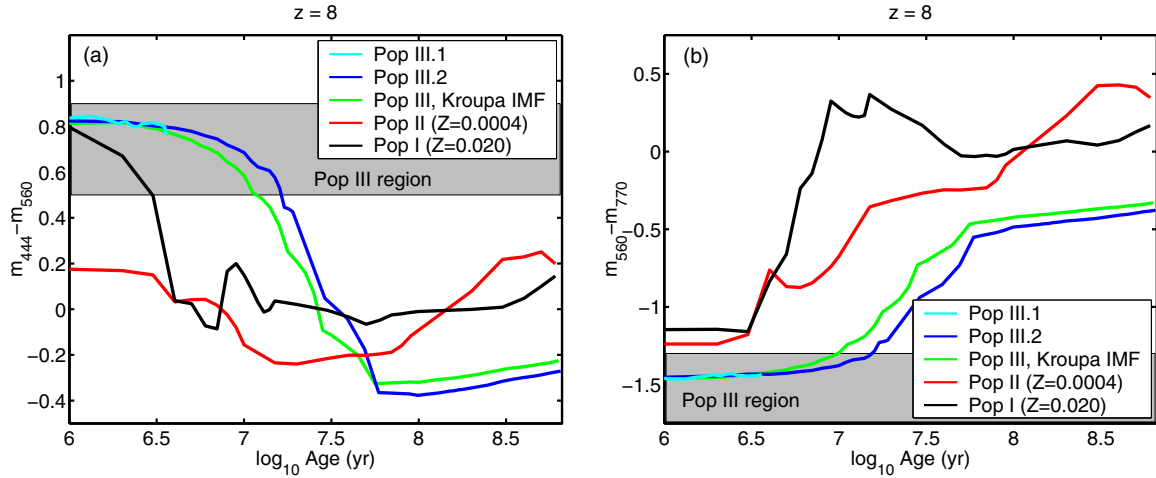 z = 8
(a)
Pop III.1
Pop III.2
Pop III, Kroupa IMF
Pop II (Z=0.0004)
Pop I (Z=0.020)
Pop III region
1
0.8
0.6
0.4
0.2
0
−0.2
−0.4
m444−m560
6
6.5
7
7.5
8
8.5
log10 Age (yr)
z = 8
(b)
0.5
0
−0.5
−1
−1.5
m560−m770
Pop III.1
Pop III.2
Pop III, Kroupa IMF
Pop II (Z=0.0004)
Pop I (Z=0.020)
Pop III region
6
6.5
7
7.5
8
8.5
log10 Age (yr)